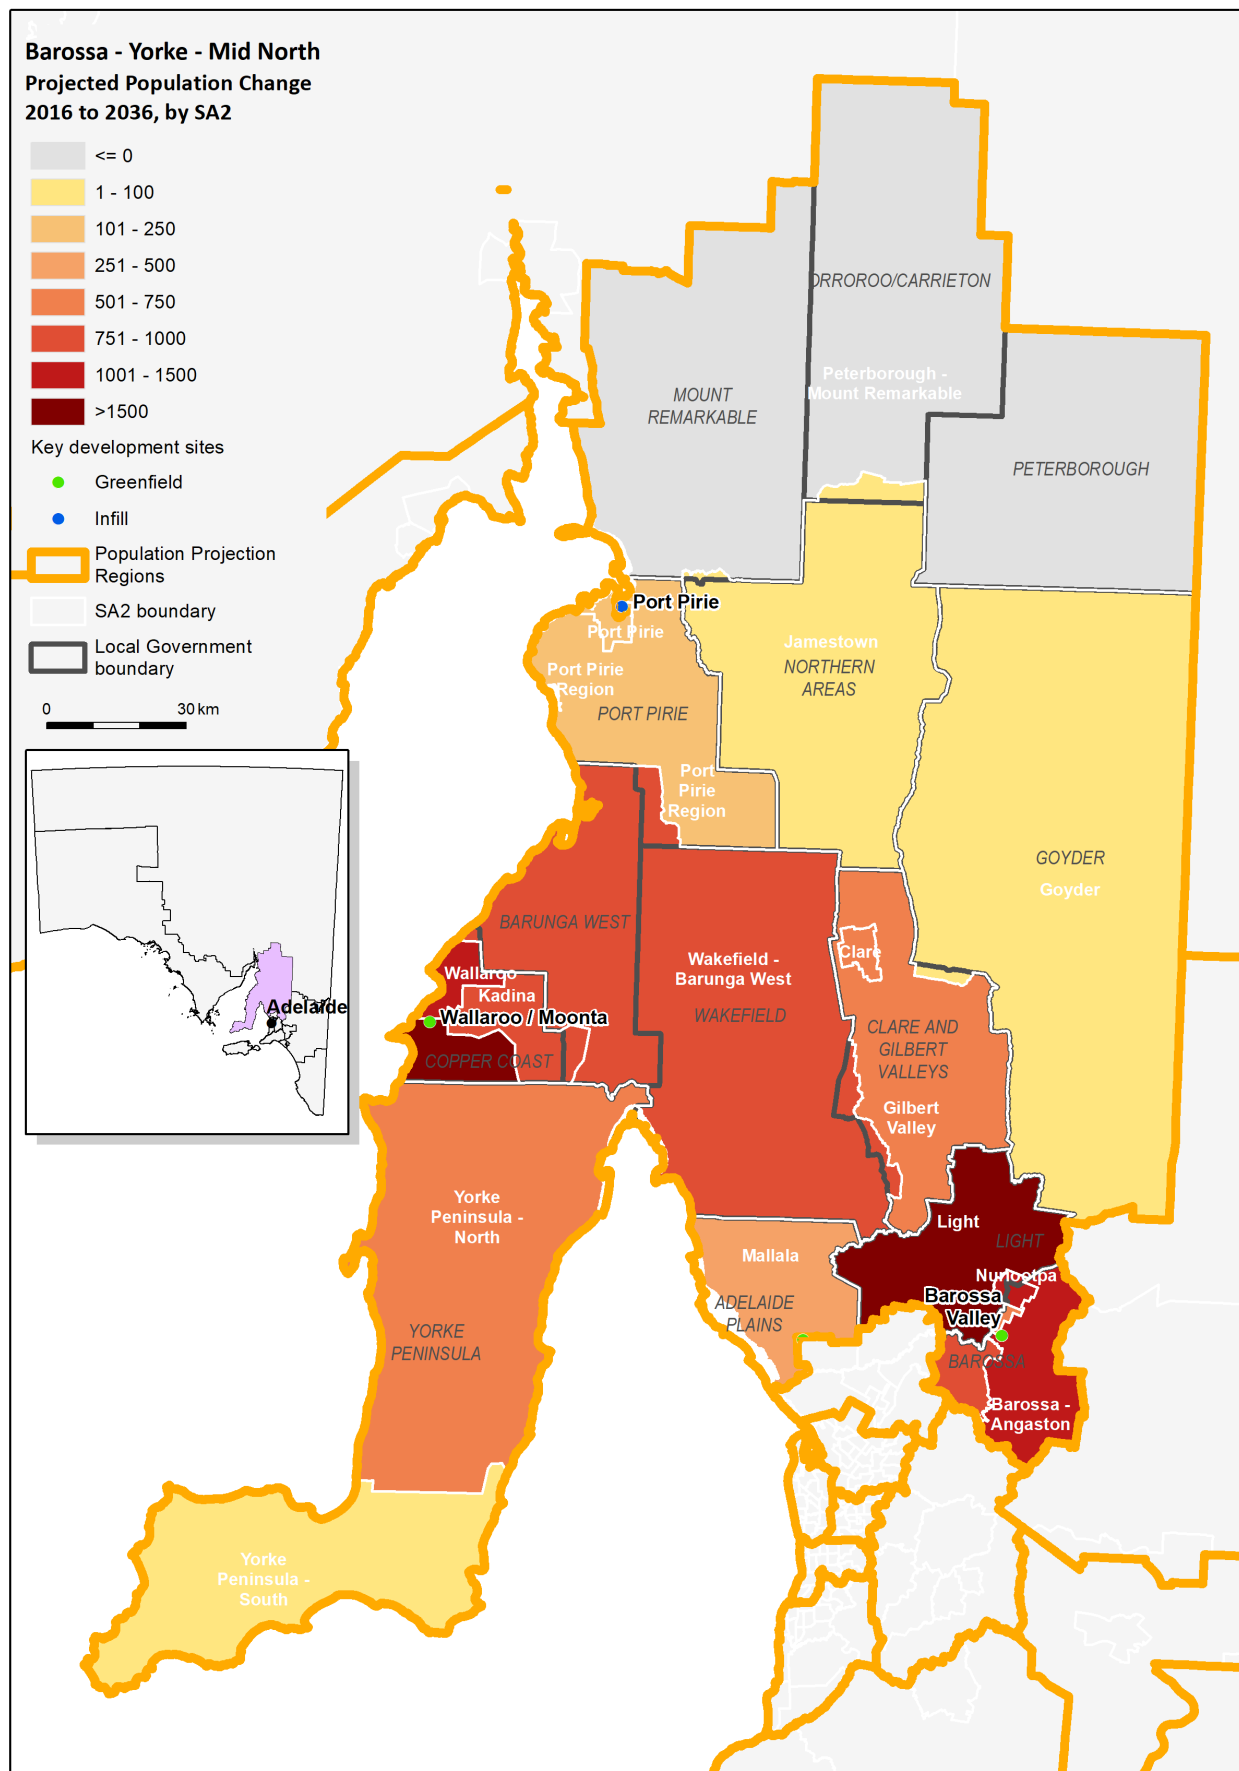 Barossa - Yorke - Mid North
Projected Population Change
2016 to 2036, by SA2
<= 0
1 - 100
101 - 250
251 - 500
501 - 750
751 - 1000
1001 - 1500
>1500
Key development sites
Greenfield
Infill
Population Projection
Regions
SA2 boundary
Local Government
boundary
0
30 km
Adelaide
ORROROO/CARRIETON
MOUNT
REMARKABLE
Peterborough -
Mount Remarkable
PETERBOROUGH
Port Pirie
Port Pirie
Port Pirie
Region
PORT PIRIE
Jamestown
NORTHERN
AREAS
Port
Pirie
Region
GOYDER
Goyder
BARUNGA WEST
Wakefield -
Barunga West
WAKEFIELD
Clare
Wallaroo
Kadina
Wallaroo / Moonta
COPPER COAST
CLARE AND
GILBERT
VALLEYS
Gilbert
Valley
Yorke
Peninsula -
North
YORKE
PENINSULA
Light
LIGHT
Mallala
ADELAIDE
PLAINS
Nuriootpa
Barossa
Valley
BAROSSA
Barossa -
Angaston
Yorke
Peninsula -
South